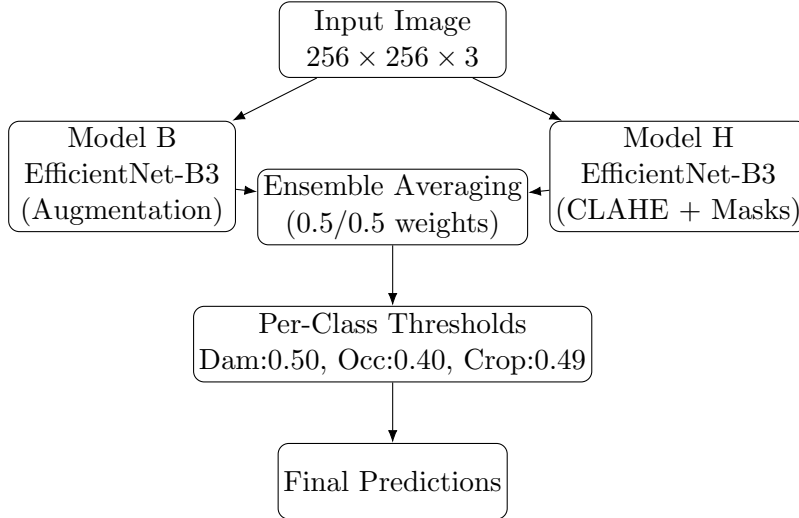 Input Image
256 × 256 × 3
Model B
EfficientNet-B3
(Augmentation)
Ensemble Averaging
(0.5/0.5 weights)
Model H
EfficientNet-B3
(CLAHE + Masks)
Per-Class Thresholds
Dam:0.50, Occ:0.40, Crop:0.49
Final Predictions